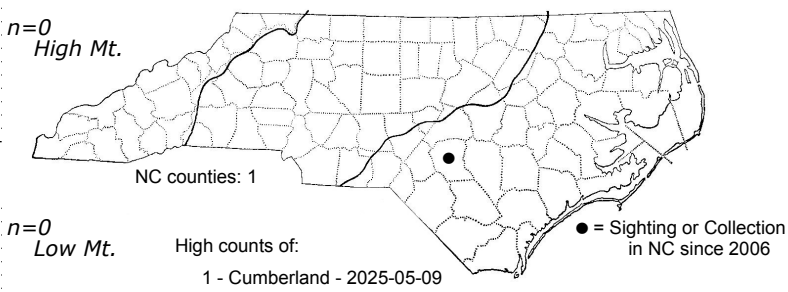 n=0
High Mt.
NC counties: 1
n=0
Low Mt.
High counts of:
1 - Cumberland - 2025-05-09
● = Sighting or Collection
in NC since 2006